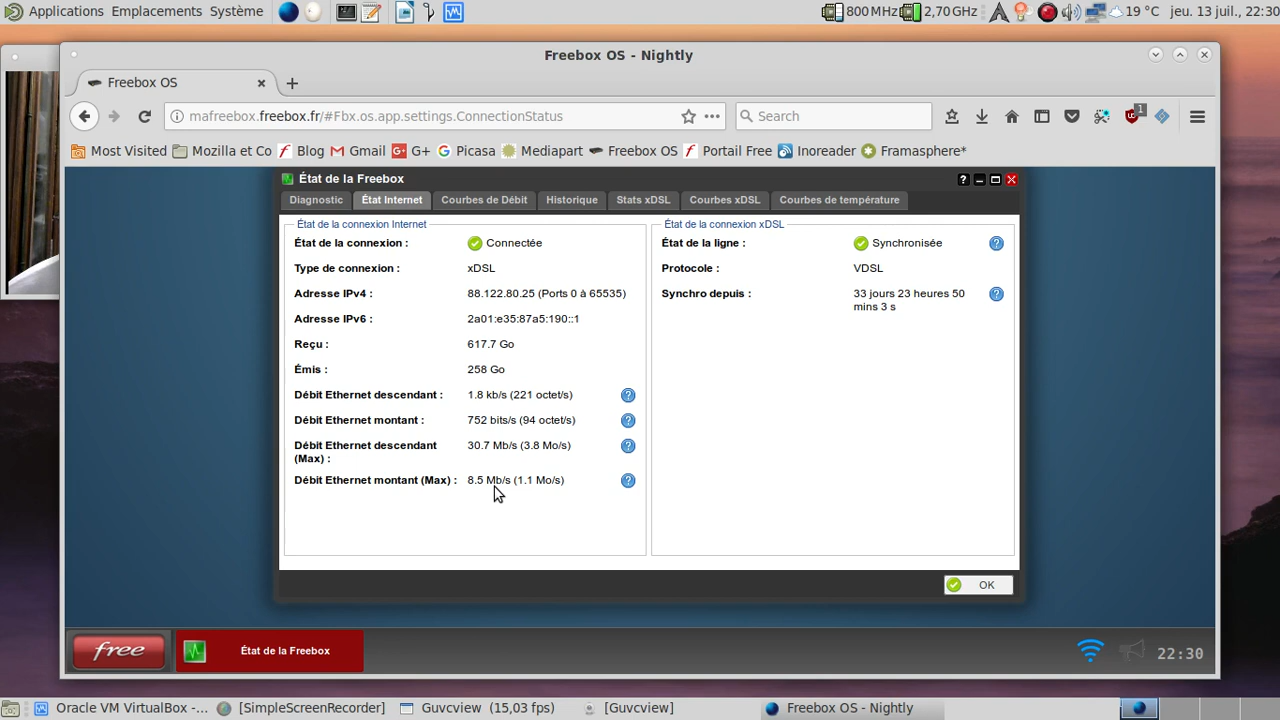 Applications Emplacements Système 800 MHz 2,70 GHz 19 °C jeu. 13 juil., 22:30
Freebox OS - Nightly
Freebox OS
mafreebox.freebox.fr/#Fbx.os.app.settings.ConnectionStatus Search 1
Most Visited Mozilla et Co Blog Gmail G+ Picasa Mediapart Freebox OS Portail Free Inoreader Framasphere*
État de la Freebox
Diagnostic État Internet Courbes de Débit Historique Stats xDSL Courbes xDSL Courbes de température
État de la connexion Internet
État de la connexion : Connectée
Type de connexion : xDSL
Adresse IPv4 : 88.122.80.25 (Ports 0 à 65535)
Adresse IPv6 : 2a01:e35:87a5:190::1
Reçu : 617.7 Go
Émis : 258 Go
Débit Ethernet descendant : 1.8 kb/s (221 octet/s)
Débit Ethernet montant : 752 bits/s (94 octet/s)
Débit Ethernet descendant 30.7 Mb/s (3.8 Mo/s)
(Max) :
Débit Ethernet montant (Max) : 8.5 Mb/s (1.1 Mo/s)
État de la connexion xDSL
État de la ligne : Synchronisée
Protocole : VDSL
Synchro depuis : 33 jours 23 heures 50
mins 3 s
OK
free État de la Freebox 22:30
Oracle VM VirtualBox -... [SimpleScreenRecorder] Guvcview (15,03 fps) [Guvcview] Freebox OS - Nightly